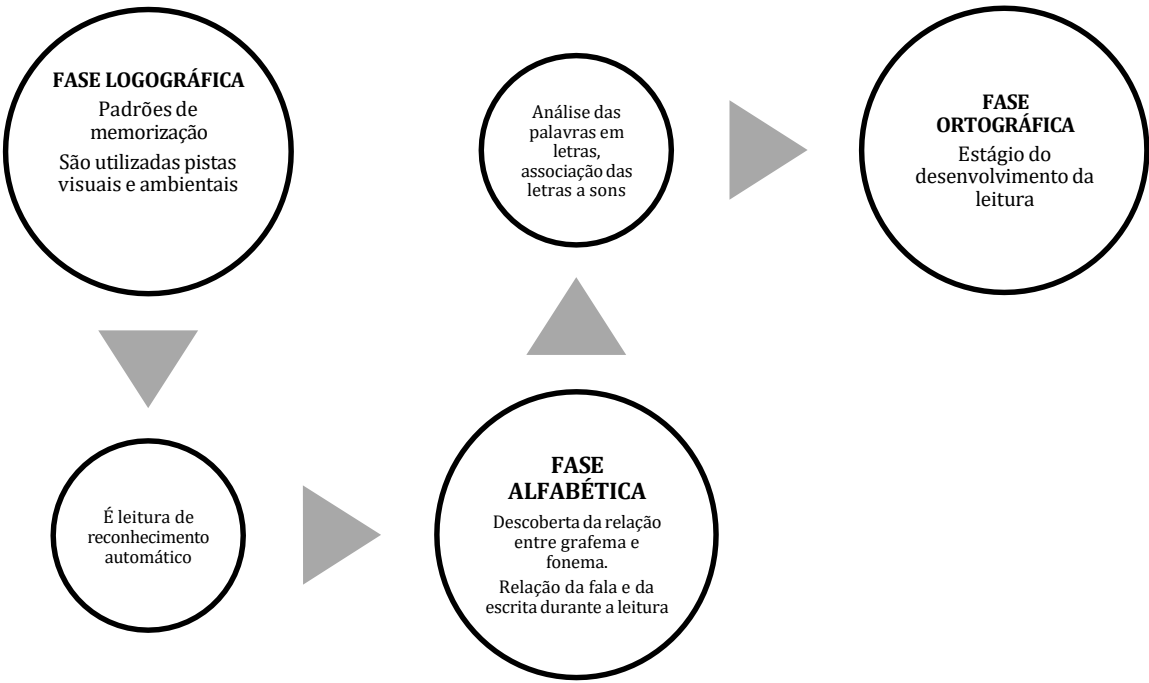 FASE LOGOGRÁFICA
Padrões de
memorização
São utilizadas pistas
visuais e ambientais
É leitura de
reconhecimento
automático
FASE
ALFABÉTICA
Descoberta da relação
entre grafema e
fonema.
Relação da fala e da
escrita durante a leitura
Análise das
palavras em
letras,
associação das
letras a sons
FASE
ORTOGRÁFICA
Estágio do
desenvolvimento da
leitura